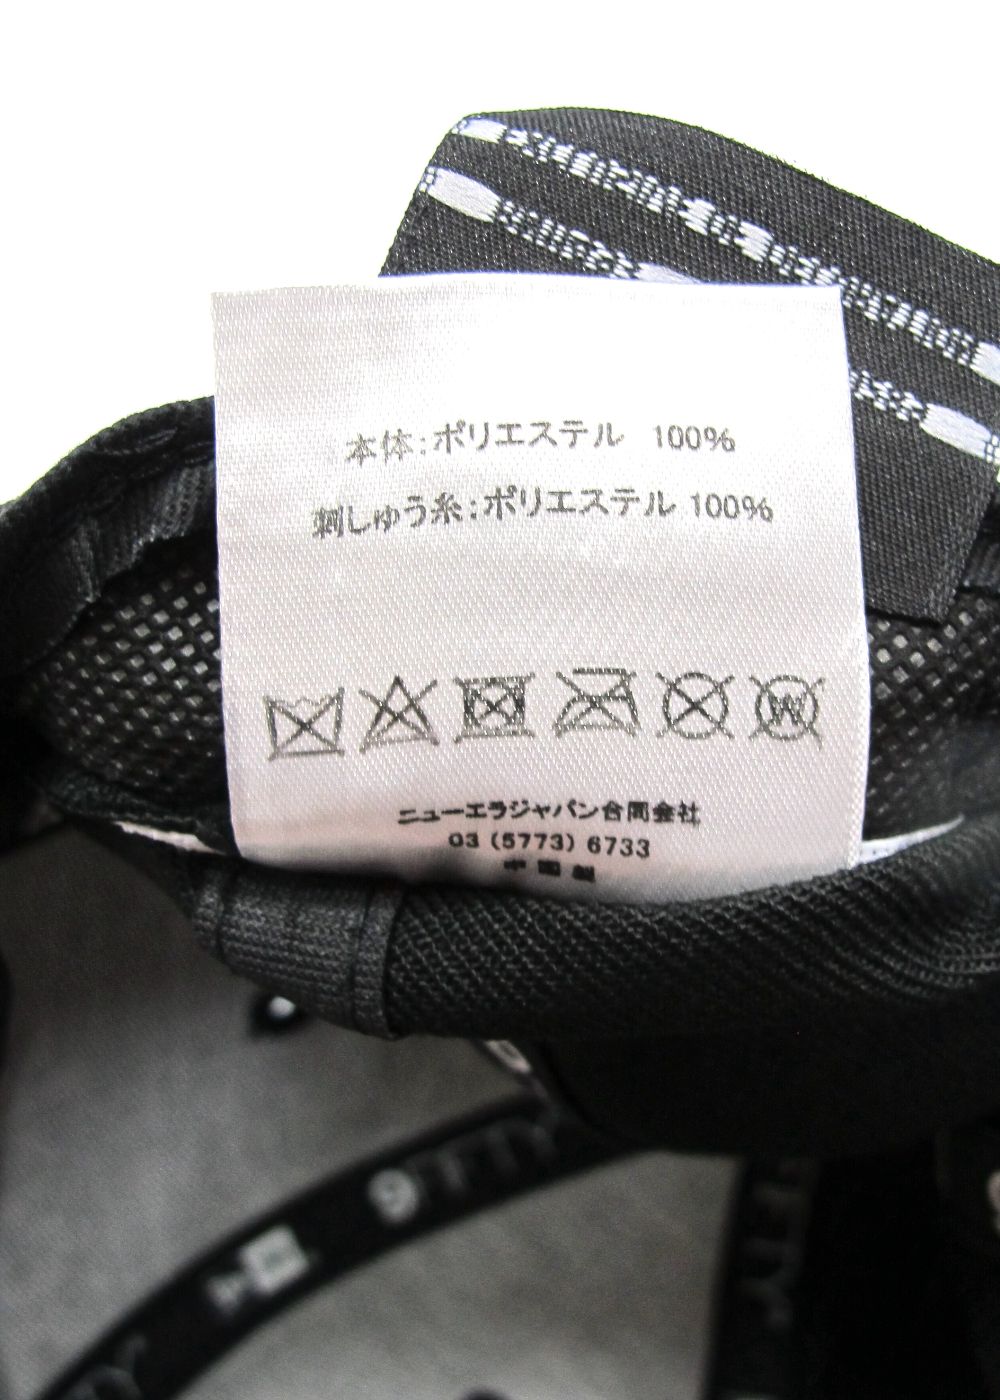 本体:ポリエステル 100%
刺しゅう糸:ポリエステル 100%
W
ニューエラジャパン合同会社
03 (5773) 6733
中国製
9FIFTY